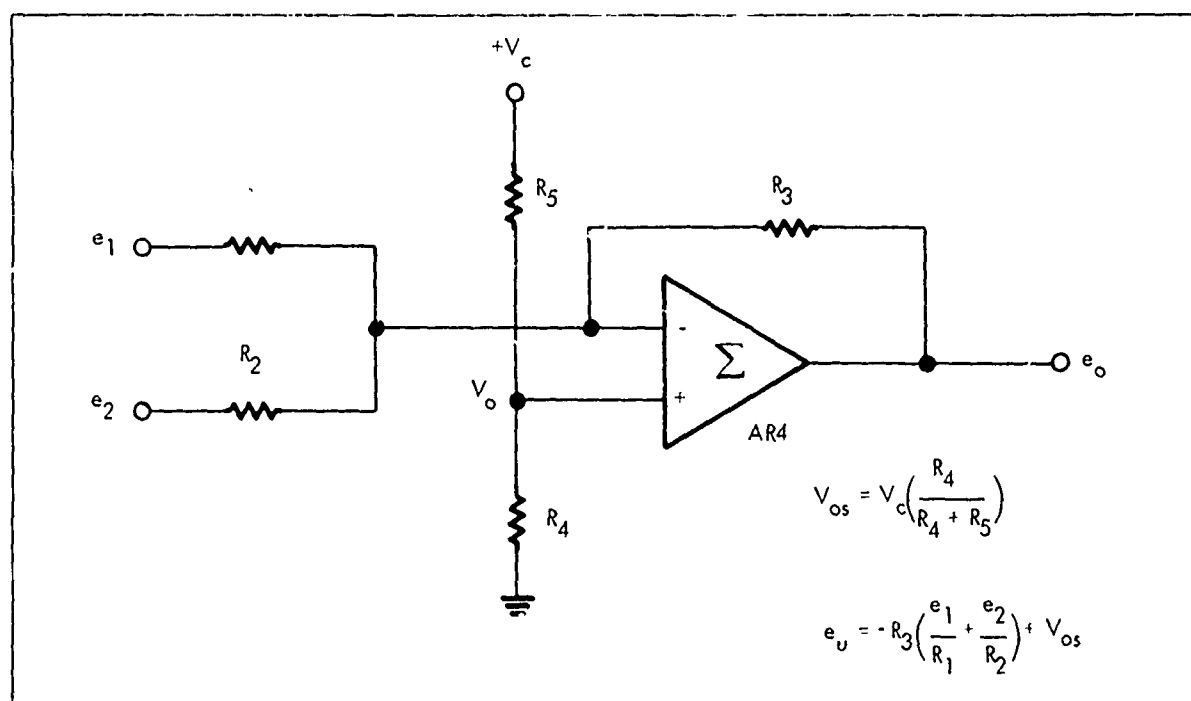 +V_c
R_5
R_3
e_1
R_2
e_2
V_o
-
Σ
+
e_o
AR4
R_4
V_os = V_c(R_4 / (R_4 + R_5))
e_υ = -R_3(e_1/R_1 + e_2/R_2) + V_os